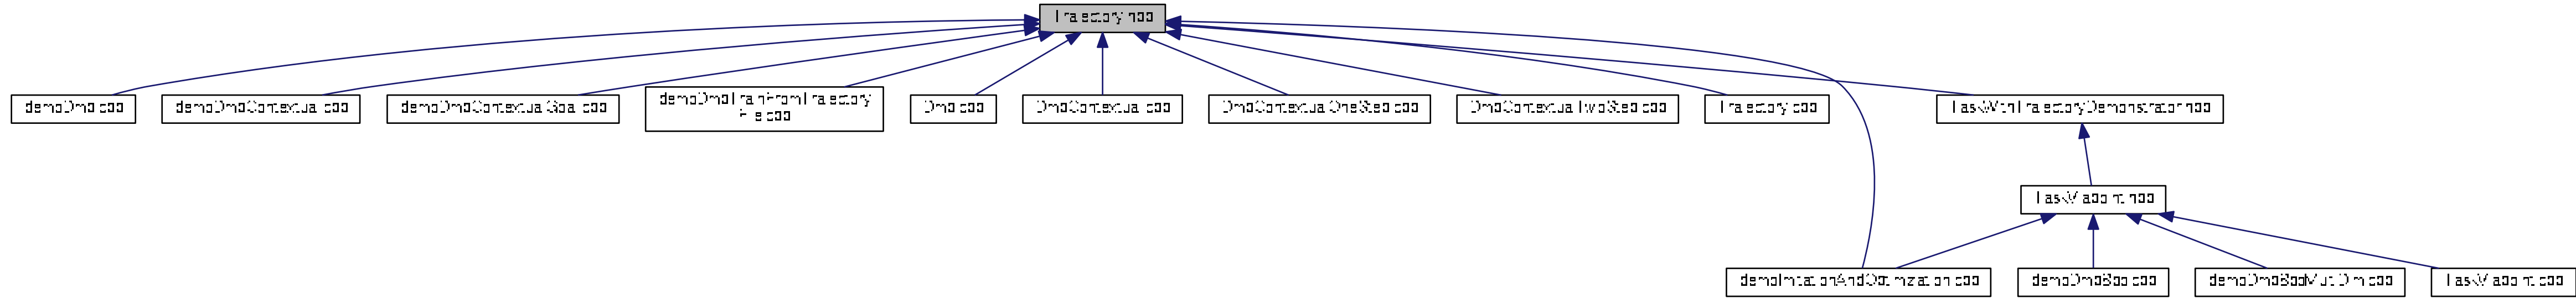 Trajectory.hpp
demoDmp.cpp
demoDmpContextual.cpp
demoDmpContextualGoal.cpp
demoDmpTrainFromTrajectory
File.cpp
Dmp.cpp
DmpContextual.cpp
DmpContextualOneStep.cpp
DmpContextualTwoStep.cpp
Trajectory.cpp
TaskWithTrajectoryDemonstrator.hpp
TaskViapoint.hpp
demoImitationAndOptimization.cpp
demoDmpBbo.cpp
demoDmpBboMultiDim.cpp
TaskViapoint.cpp